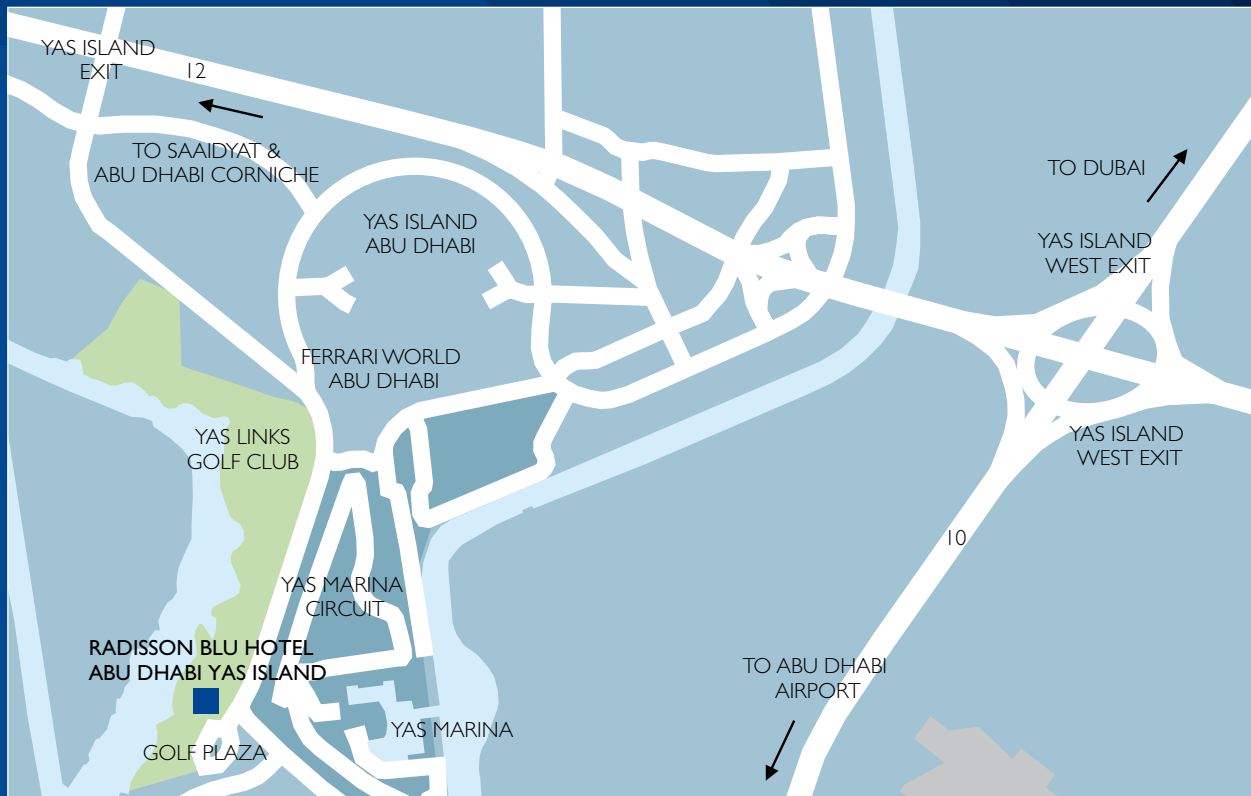 YAS ISLAND
EXIT
12
TO SAAIDYAT &
ABU DHABI CORNICHE
YAS ISLAND
ABU DHABI
TO DUBAI
YAS ISLAND
WEST EXIT
FERRARI WORLD
ABU DHABI
YAS LINKS
GOLF CLUB
YAS ISLAND
WEST EXIT
10
YAS MARINA
CIRCUIT
RADISSON BLU HOTEL
ABU DHABI YAS ISLAND
TO ABU DHABI
AIRPORT
YAS MARINA
GOLF PLAZA